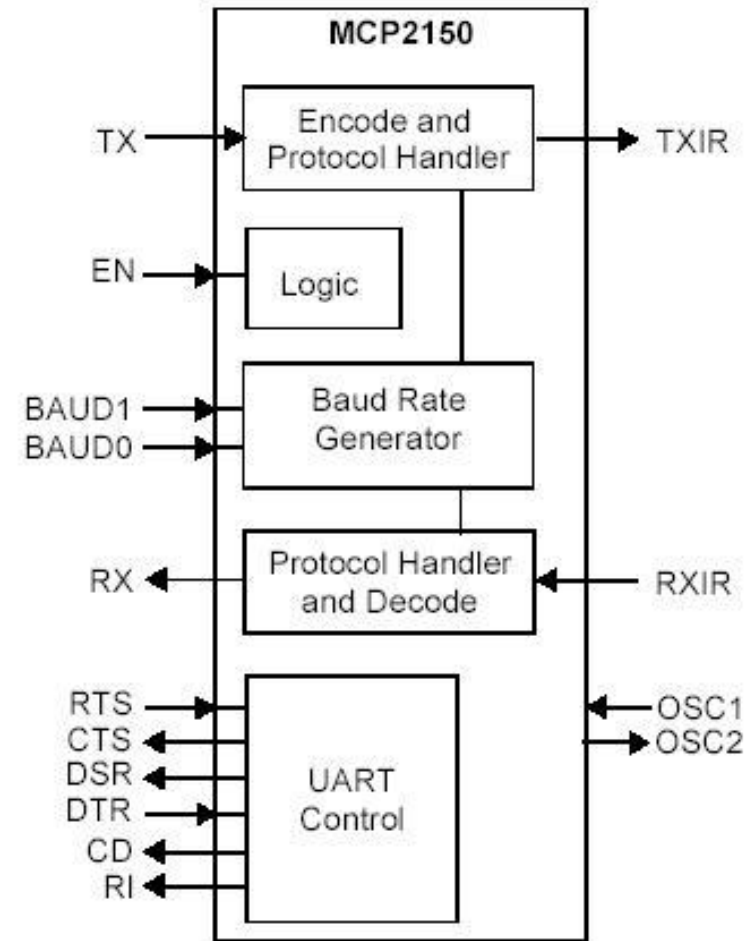 MCP2150
TX
Encode and
Protocol Handler
TXIR
EN
Logic
BAUD1
BAUD0
Baud Rate
Generator
RX
Protocol Handler
and Decode
RXIR
RTS
CTS
DSR
DTR
CD
RI
UART
Control
OSC1
OSC2